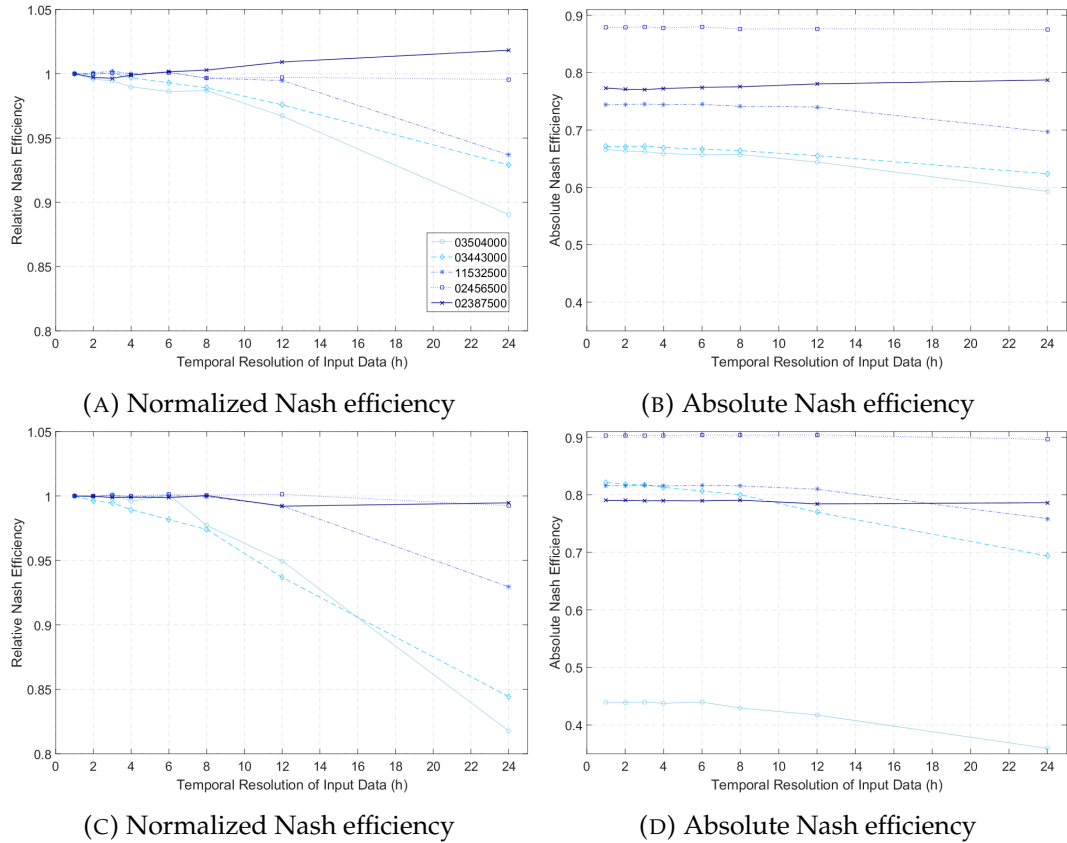 1.05
1
0.95
0.9
0.85
0.8
Relative Nash Efficiency
03504000
03443000
11532500
02456500
02387500
0 2 4 6 8 10 12 14 16 18 20 22 24
Temporal Resolution of Input Data (h)
(A) Normalized Nash efficiency
0.9
0.8
0.7
0.6
0.5
0.4
Absolute Nash Efficiency
0 2 4 6 8 10 12 14 16 18 20 22 24
Temporal Resolution of Input Data (h)
(B) Absolute Nash efficiency
1.05
1
0.95
0.9
0.85
0.8
Relative Nash Efficiency
0 2 4 6 8 10 12 14 16 18 20 22 24
Temporal Resolution of Input Data (h)
(C) Normalized Nash efficiency
0.9
0.8
0.7
0.6
0.5
0.4
Absolute Nash Efficiency
0 2 4 6 8 10 12 14 16 18 20 22 24
Temporal Resolution of Input Data (h)
(D) Absolute Nash efficiency